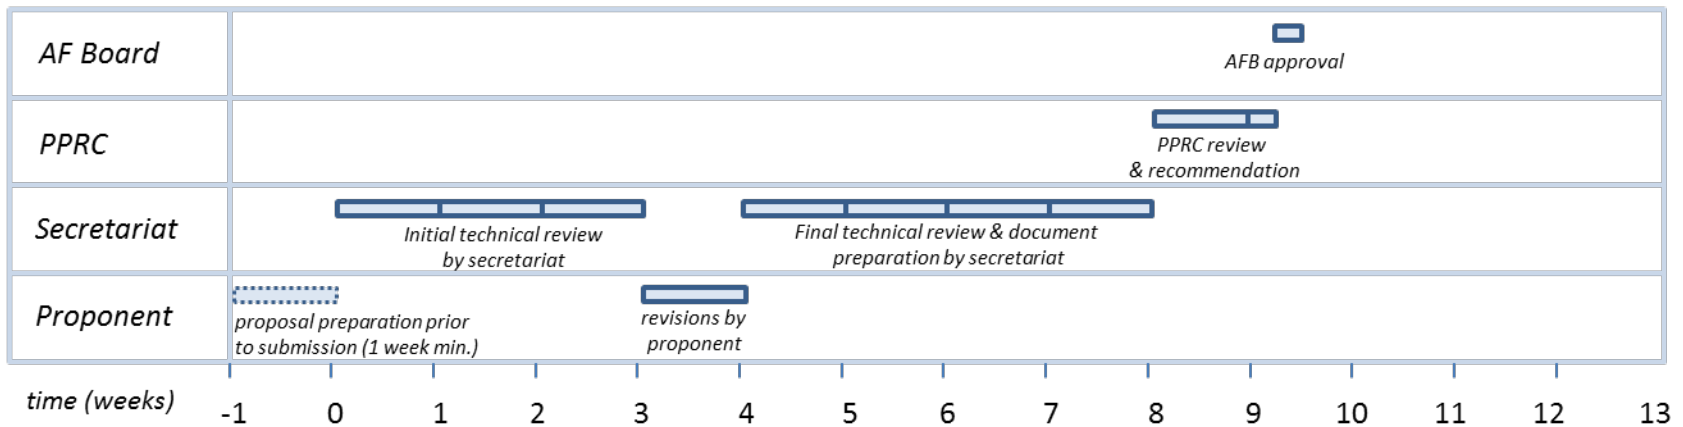 AF Board
AFB approval
PPRC
PPRC review
& recommendation
Secretariat
Initial technical review
by secretariat
Final technical review & document
preparation by secretariat
Proponent
proposal preparation prior
to submission (1 week min.)
revisions by
proponent
time (weeks)
-1 0 1 2 3 4 5 6 7 8 9 10 11 12 13